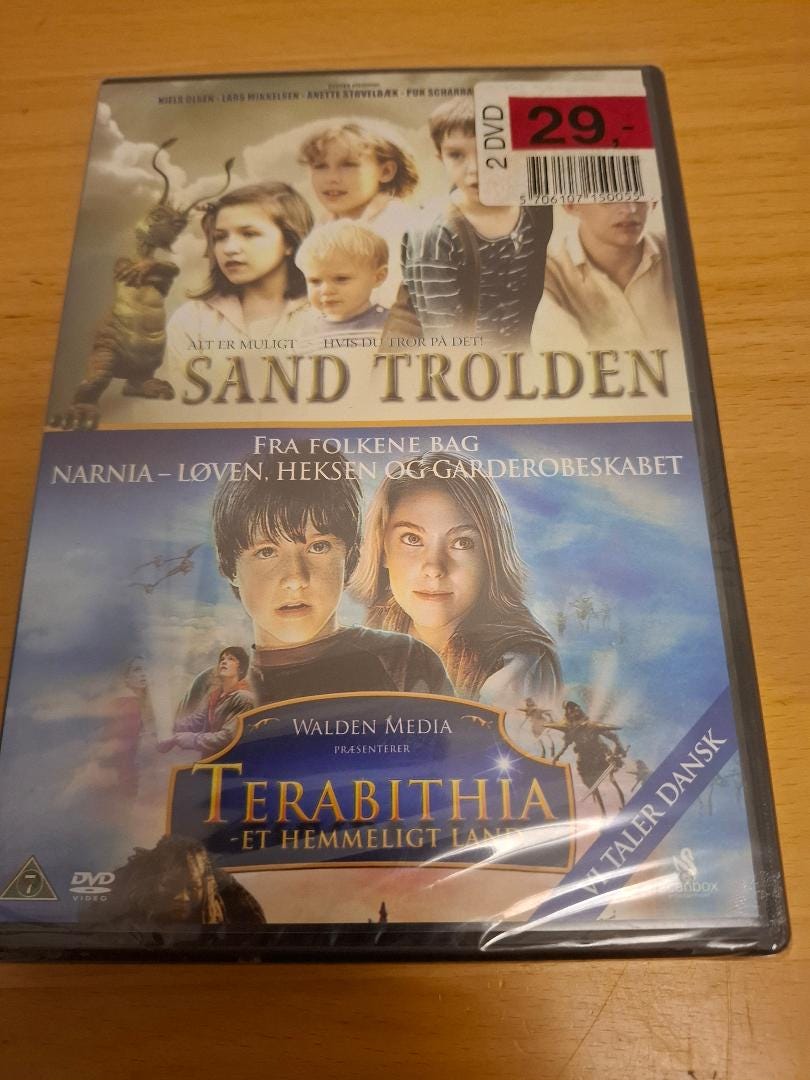 NIELS OLSEN - LARS MIKKELSEN - ANETTE STØVELBÆK - PUK SCHARBA
2 DVD
29,-
5 706107 150055
ALT ER MULIGT HVIS DU TROR PÅ DET!
SAND TROLDEN
FRA FOLKENE BAG
NARNIA – LØVEN, HEKSEN OG GARDEROBESKABET
WALDEN MEDIA
PRÆSENTERER
TERABITHIA
-ET HEMMELIGT LAND
VI TALER DANSK
7
DVD
VIDEO